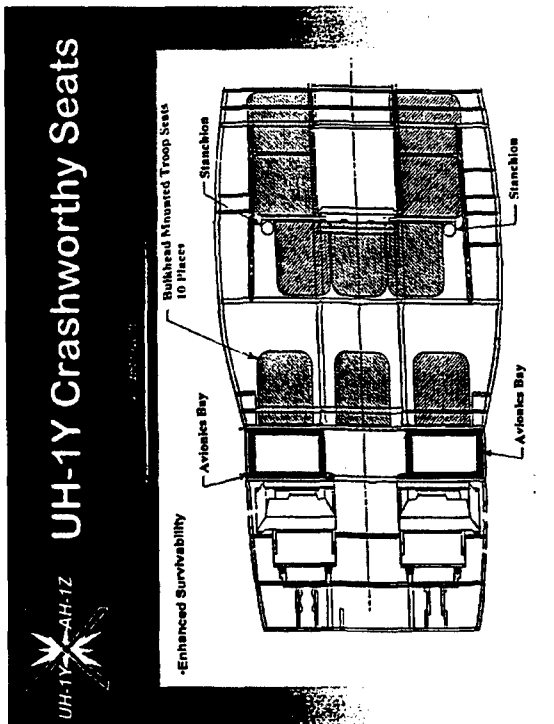 UH-1Y AH-1Z
UH-1Y Crashworthy Seats
•Enhanced Survivability
Avionics Bay
Bulkhead Mounted Troop Seats
10 Places
Stanchion
Avionics Bay
Stanchion